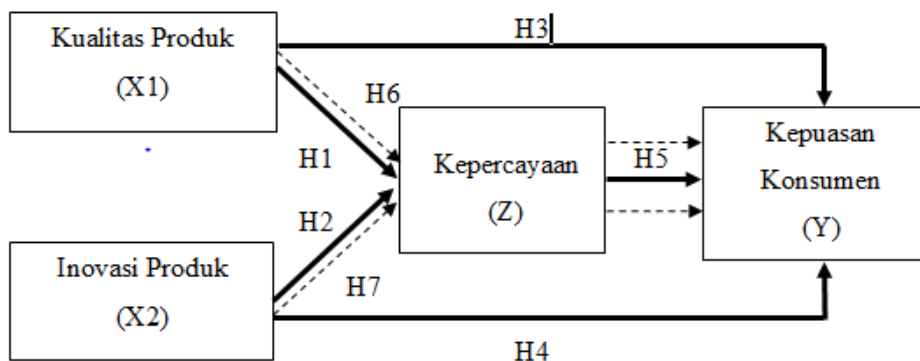 Kualitas Produk
(X1)
H3
H6
H1
Kepercayaan
(Z)
H5
Kepuasan
Konsumen
(Y)
H2
H7
Inovasi Produk
(X2)
H4